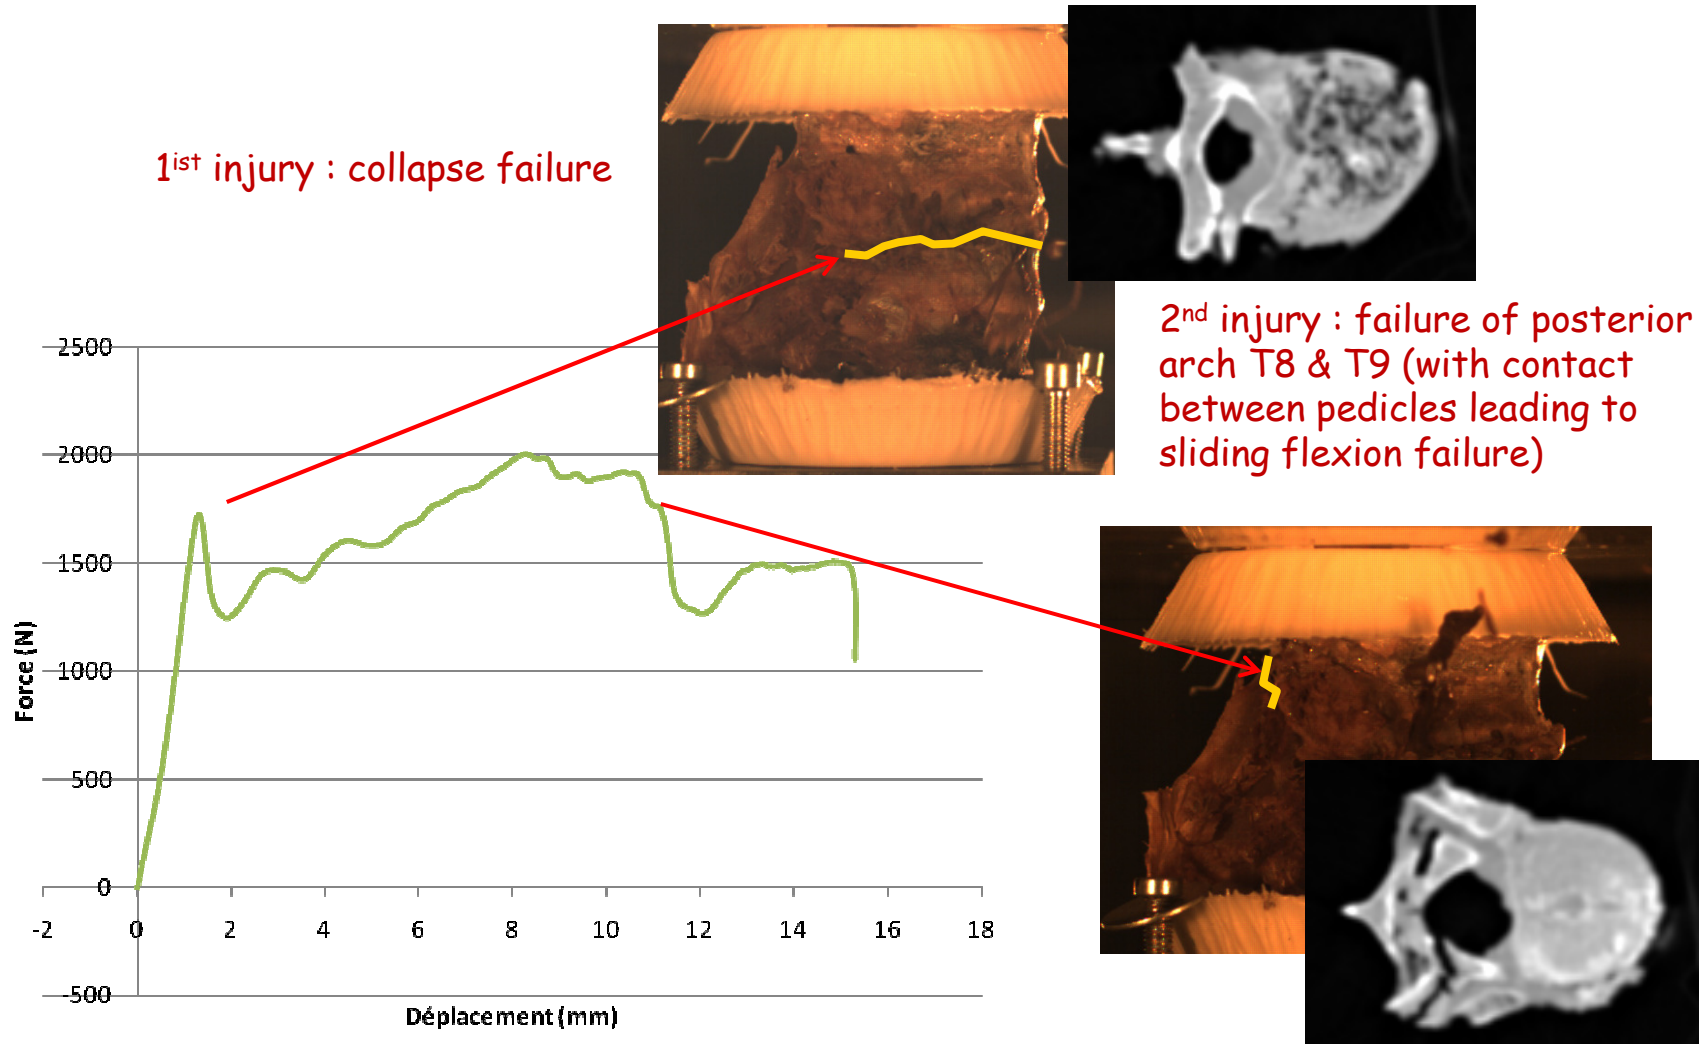 1ist injury : collapse failure
2nd injury : failure of posterior
arch T8 & T9 (with contact
between pedicles leading to
sliding flexion failure)
2500
2000
1500
1000
500
0
-500
-2 0 2 4 6 8 10 12 14 16 18
Force (N)
Déplacement (mm)